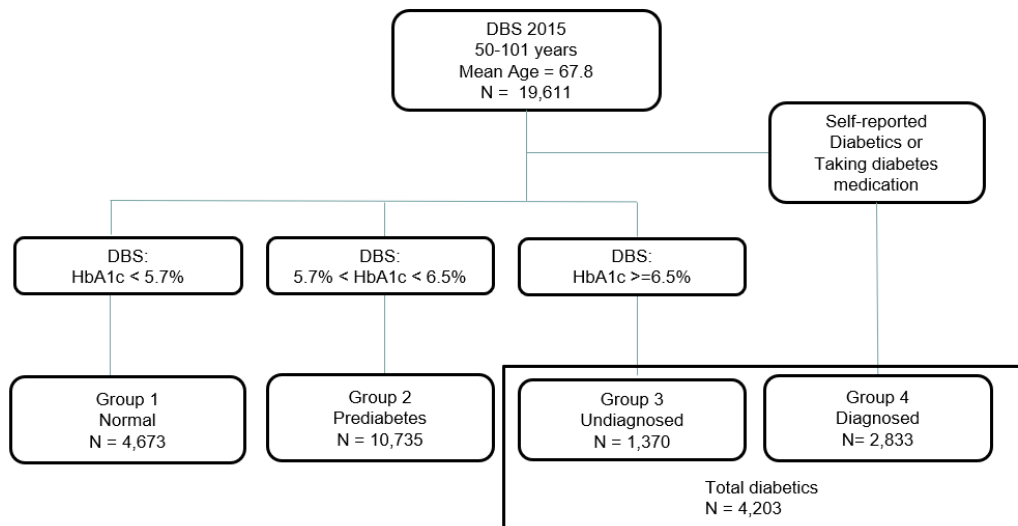 DBS 2015
50-101 years
Mean Age = 67.8
N =  19,611
Self-reported
Diabetics or
Taking diabetes
medication
DBS:
HbA1c < 5.7%
DBS:
5.7% < HbA1c < 6.5%
DBS:
HbA1c >=6.5%
Group 1
Normal
N = 4,673
Group 2
Prediabetes
N = 10,735
Group 3
Undiagnosed
N = 1,370
Group 4
Diagnosed
N= 2,833
Total diabetics
N = 4,203